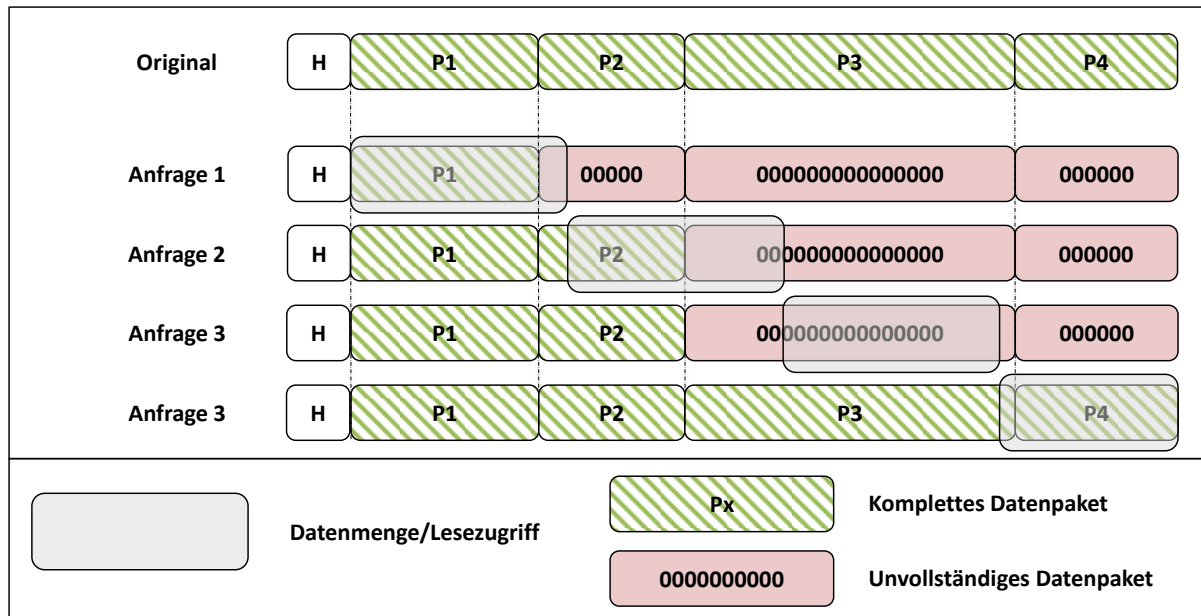 Original H P1 P2 P3 P4
Anfrage 1 H P1 00000 000000000000000 000000
Anfrage 2 H P1 P2 000000000000000 000000
Anfrage 3 H P1 P2 000000000000000 000000
Anfrage 3 H P1 P2 P3 P4
Datenmenge/Lesezugriff
Px Komplettes Datenpaket
0000000000 Unvollständiges Datenpaket